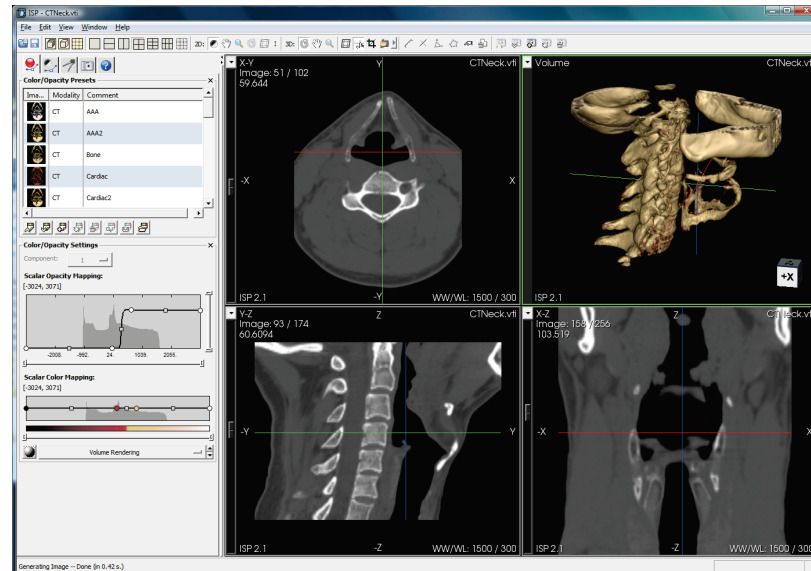 ISP - CTNeck.vti
File Edit View Window Help
2D: 3D:
Color/Opacity Presets
Ima... Modality Comment
CT AAA
CT AAA2
CT Bone
CT Cardiac
CT Cardiac2
Color/Opacity Settings
Component: 1
Scalar Opacity Mapping:
[-3024, 3071]
-2008. -992. 24. 1039. 2055.
Scalar Color Mapping:
[-3024, 3071]
Volume Rendering
Generating Image -- Done (in 0.42 s.)
X-Y Y CTNeck.vti
Image: 51 / 102
59.644
-X X
ISP 2.1 -Y WW/WL: 1500 / 300
Volume CTNeck.vti
+X
ISP 2.1
Y-Z Z CTNeck.vti
Image: 93 / 174
60.6094
-Y Y
ISP 2.1 -Z WW/WL: 1500 / 300
X-Z Z CTNeck.vti
Image: 158 / 256
103.519
-X X
ISP 2.1 -Z WW/WL: 1500 / 300